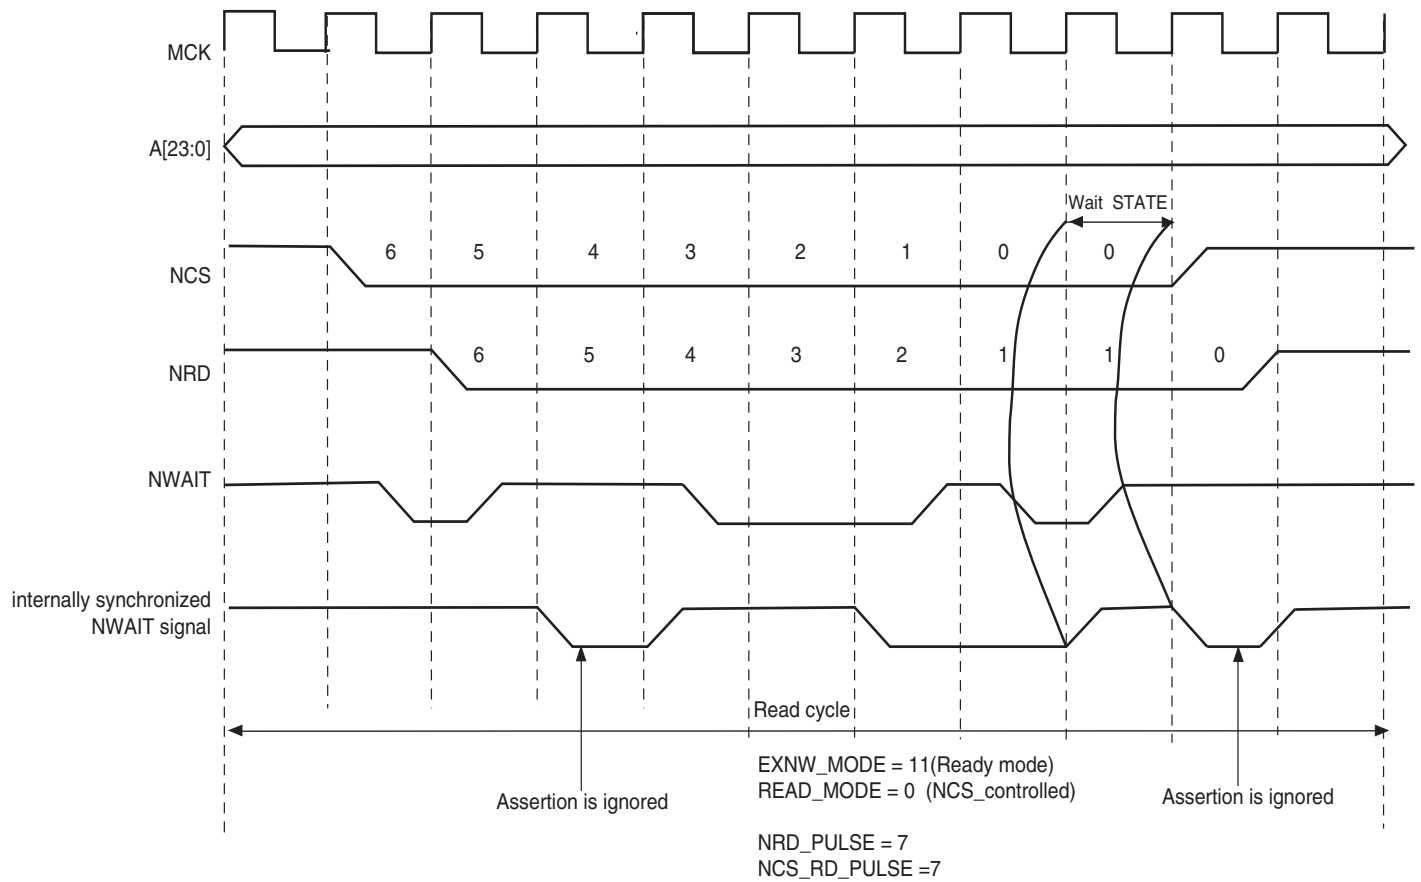 MCK
A[23:0]
Wait STATE
NCS
6 5 4 3 2 1 0 0
NRD
6 5 4 3 2 1 1 0
NWAIT
internally synchronized
NWAIT signal
Read cycle
EXNW_MODE = 11(Ready mode)
READ_MODE = 0 (NCS_controlled)
Assertion is ignored
Assertion is ignored
NRD_PULSE = 7
NCS_RD_PULSE =7